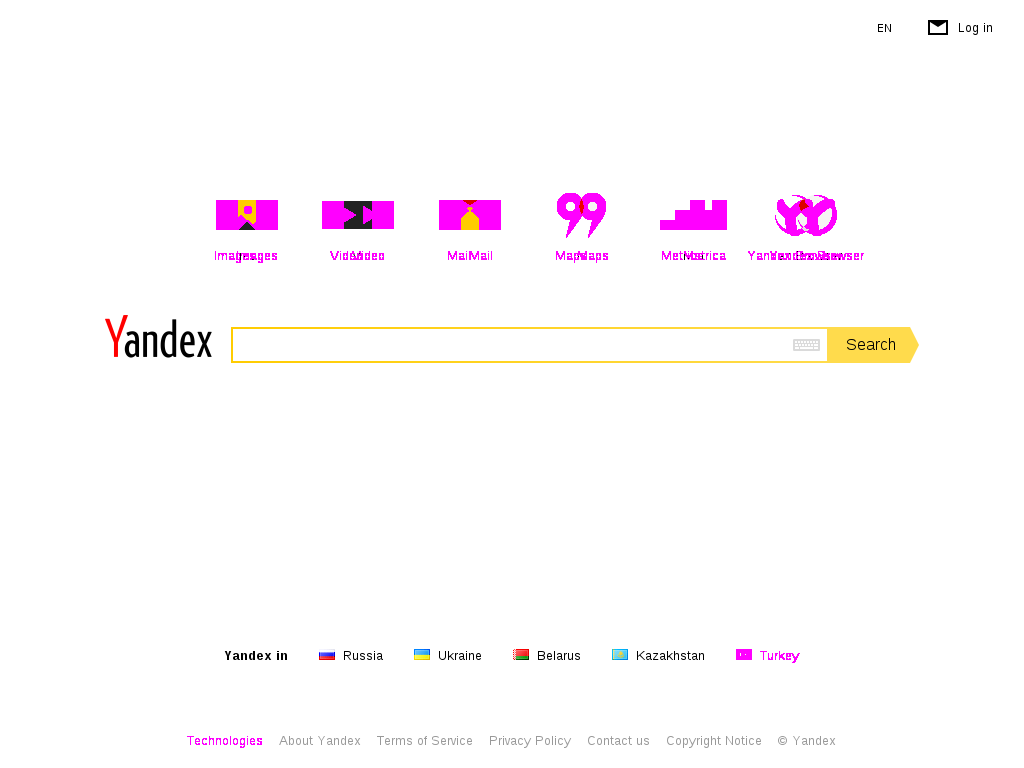 EN Log in
Images Video Mail Maps Metrica Yandex.Browser
Yandex Search
Yandex in Russia Ukraine Belarus Kazakhstan Turkey
Technologies About Yandex Terms of Service Privacy Policy Contact us Copyright Notice © Yandex